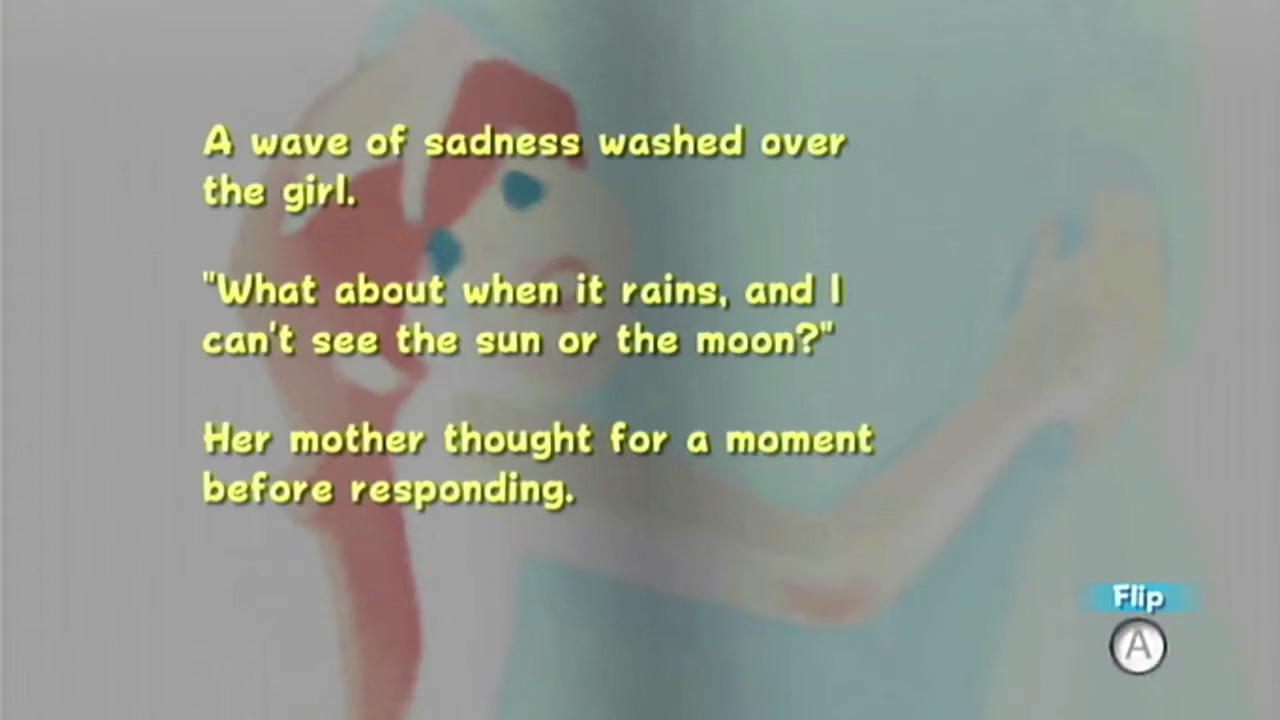 A wave of sadness washed over
the girl.
"What about when it rains, and I
can't see the sun or the moon?"
Her mother thought for a moment
before responding.
Flip
A